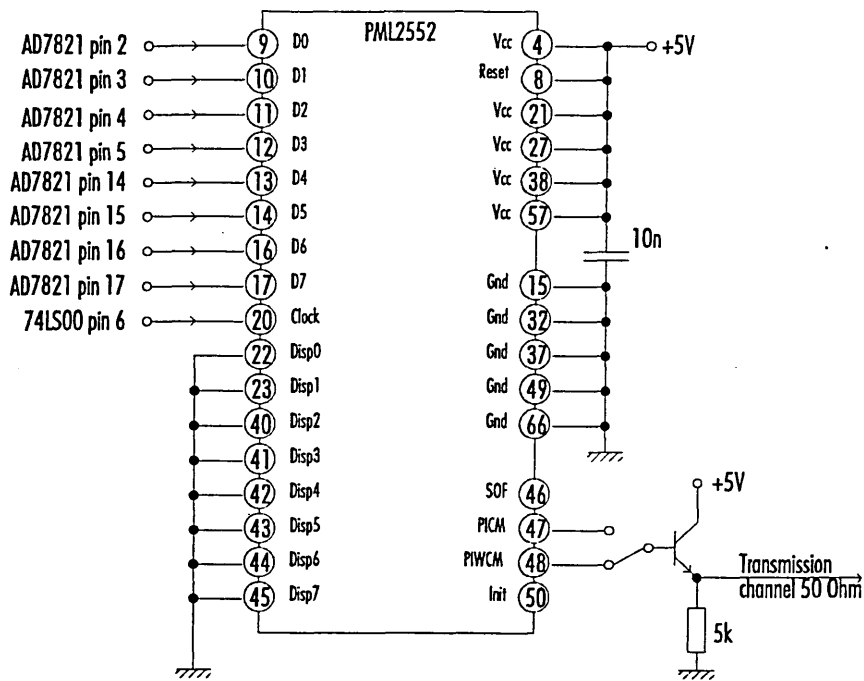 PML2552
AD7821 pin 2 9 D0 Vcc 4 +5V
AD7821 pin 3 10 D1 Reset 8
AD7821 pin 4 11 D2 Vcc 21
AD7821 pin 5 12 D3 Vcc 27
AD7821 pin 14 13 D4 Vcc 38
AD7821 pin 15 14 D5 Vcc 57
AD7821 pin 16 16 D6 10n
AD7821 pin 17 17 D7 Gnd 15
74LS00 pin 6 20 Clock Gnd 32
22 Disp0 Gnd 37
23 Disp1 Gnd 49
40 Disp2 Gnd 66
41 Disp3
42 Disp4 SOF 46 +5V
43 Disp5 PICM 47
44 Disp6 PIWCM 48 Transmission
45 Disp7 Init 50 channel 50 Ohm
5k